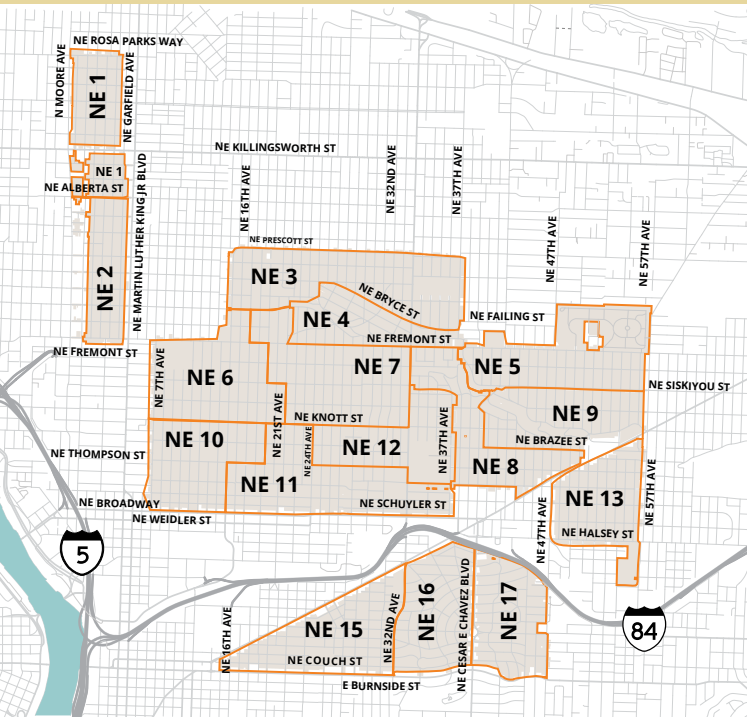 NE ROSA PARKS WAY
N MOORE AVE
NE 1
NE GARFIELD AVE
NE KILLINGSWORTH ST
NE 1
NE ALBERTA ST
NE MARTIN LUTHER KING JR BLVD
NE 16TH AVE
NE 32ND AVE
NE 37TH AVE
NE 47TH AVE
NE 57TH AVE
NE PRESCOTT ST
NE 2
NE 3
NE BRYCE ST
NE 4
NE FAILING ST
NE FREMONT ST
NE FREMONT ST
NE 7TH AVE
NE 6
NE 7
NE 5
NE SISKIYOU ST
NE 21ST AVE
NE KNOTT ST
NE 37TH AVE
NE 9
NE 10
NE 24TH AVE
NE 12
NE BRAZEE ST
NE THOMPSON ST
NE 8
NE 11
NE 13
NE 57TH AVE
NE BROADWAY
NE SCHUYLER ST
NE WEIDLER ST
NE 47TH AVE
NE HALSEY ST
5
NE 16TH AVE
NE 15
NE 32ND AVE
NE 16
NE CESAR E CHAVEZ BLVD
NE 17
84
NE COUCH ST
E BURNSIDE ST